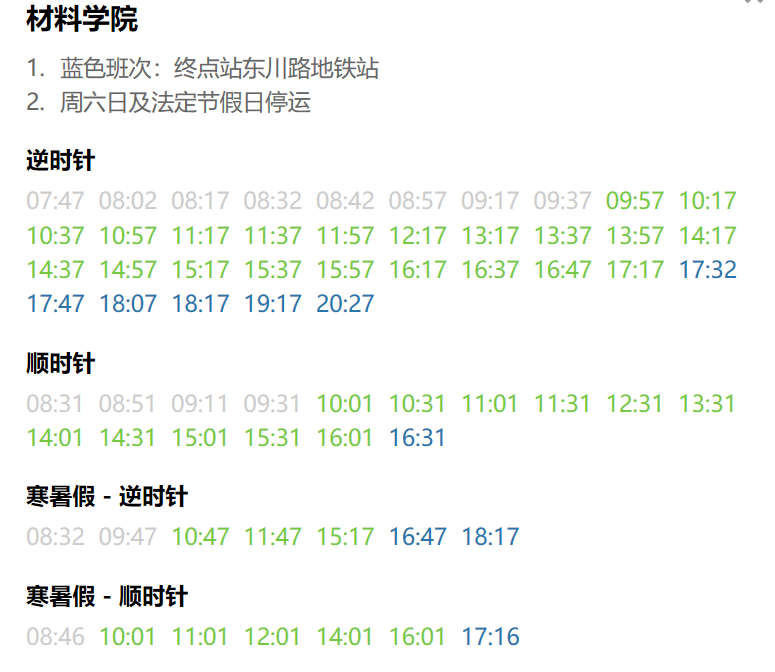 材料学院
1. 蓝色班次：终点站东川路地铁站
2. 周六日及法定节假日停运
逆时针
07:47 08:02 08:17 08:32 08:42 08:57 09:17 09:37 09:57 10:17
10:37 10:57 11:17 11:37 11:57 12:17 13:17 13:37 13:57 14:17
14:37 14:57 15:17 15:37 15:57 16:17 16:37 16:47 17:17 17:32
17:47 18:07 18:17 19:17 20:27
顺时针
08:31 08:51 09:11 09:31 10:01 10:31 11:01 11:31 12:31 13:31
14:01 14:31 15:01 15:31 16:01 16:31
寒暑假 - 逆时针
08:32 09:47 10:47 11:47 15:17 16:47 18:17
寒暑假 - 顺时针
08:46 10:01 11:01 12:01 14:01 16:01 17:16